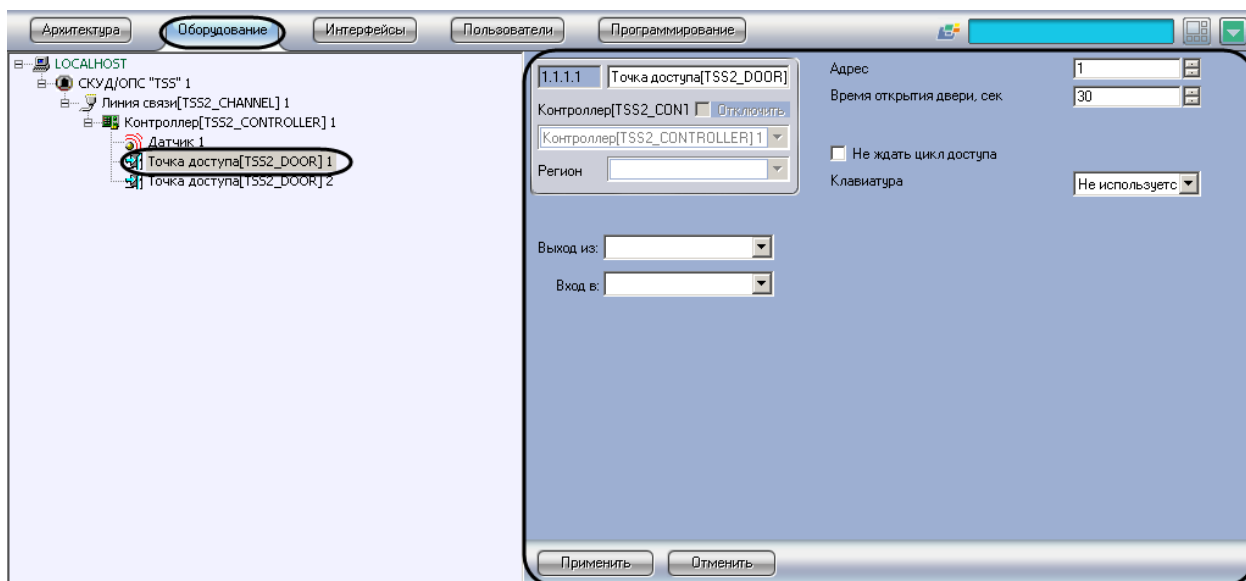 Архитектура Оборудование Интерфейсы Пользователи Программирование
LOCALHOST
СКУД/ОПС "TSS" 1
Линия связи[TSS2_CHANNEL] 1
Контроллер[TSS2_CONTROLLER] 1
Датчик 1
Точка доступа[TSS2_DOOR] 1
Точка доступа[TSS2_DOOR] 2
1.1.1.1 Точка доступа[TSS2_DOOR]
Контроллер[TSS2_CONT Отключить
Контроллер[TSS2_CONTROLLER] 1
Регион
Выход из:
Вход в:
Адрес 1
Время открытия двери, сек 30
Не ждать цикл доступа
Клавиатура Не используетс
Применить Отменить